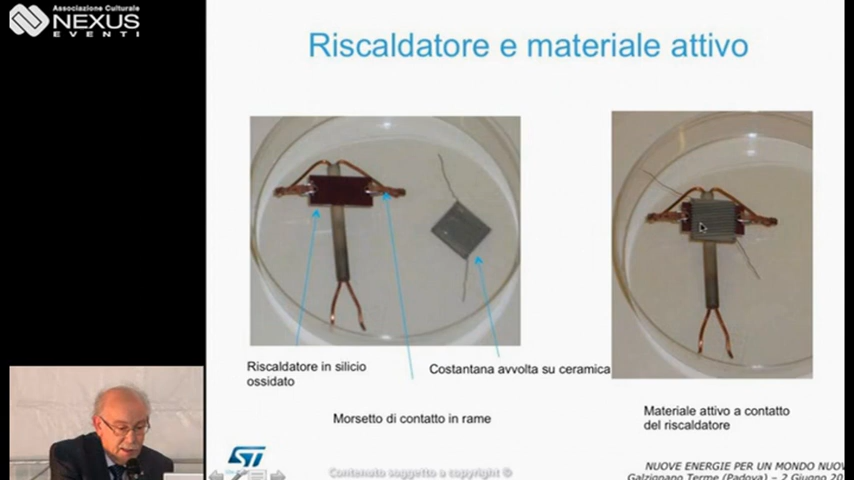 Associazione Culturale
NEXUS
EVENTI
Riscaldatore e materiale attivo
Riscaldatore in silicio
ossidato
Costantana avvolta su ceramica
Morsetto di contatto in rame
Materiale attivo a contatto
del riscaldatore
ST
Contenuto soggetto a copyright ©
NUOVE ENERGIE PER UN MONDO NUOV
Galzignano Terme (Padova) – 2 Giugno 20